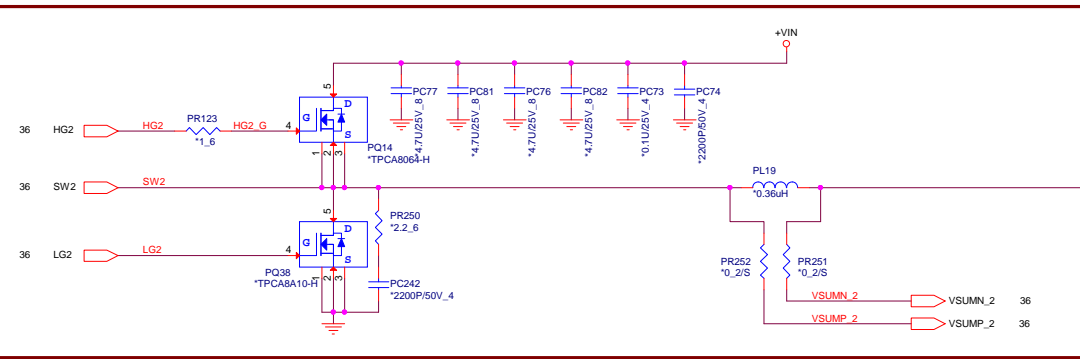 +VIN
5
PC77
*4.7U/25V_8
PC81
*4.7U/25V_8
PC76
*4.7U/25V_8
PC82
*4.7U/25V_8
PC73
*0.1U/25V_4
PC74
*2200P/50V_4
D
G
S
PR123
*1_6
36 HG2
HG2
HG2_G
4
1
2
3
PQ14
*TPCA8064-H
36 SW2
SW2
PL19
*0.36uH
5
D
G
S
PR250
*2.2_6
36 LG2
LG2
4
PQ38
*TPCA8A10-H
1
2
3
PC242
*2200P/50V_4
PR252
*0_2/S
PR251
*0_2/S
VSUMN_2
VSUMN_2 36
VSUMP_2
VSUMP_2 36